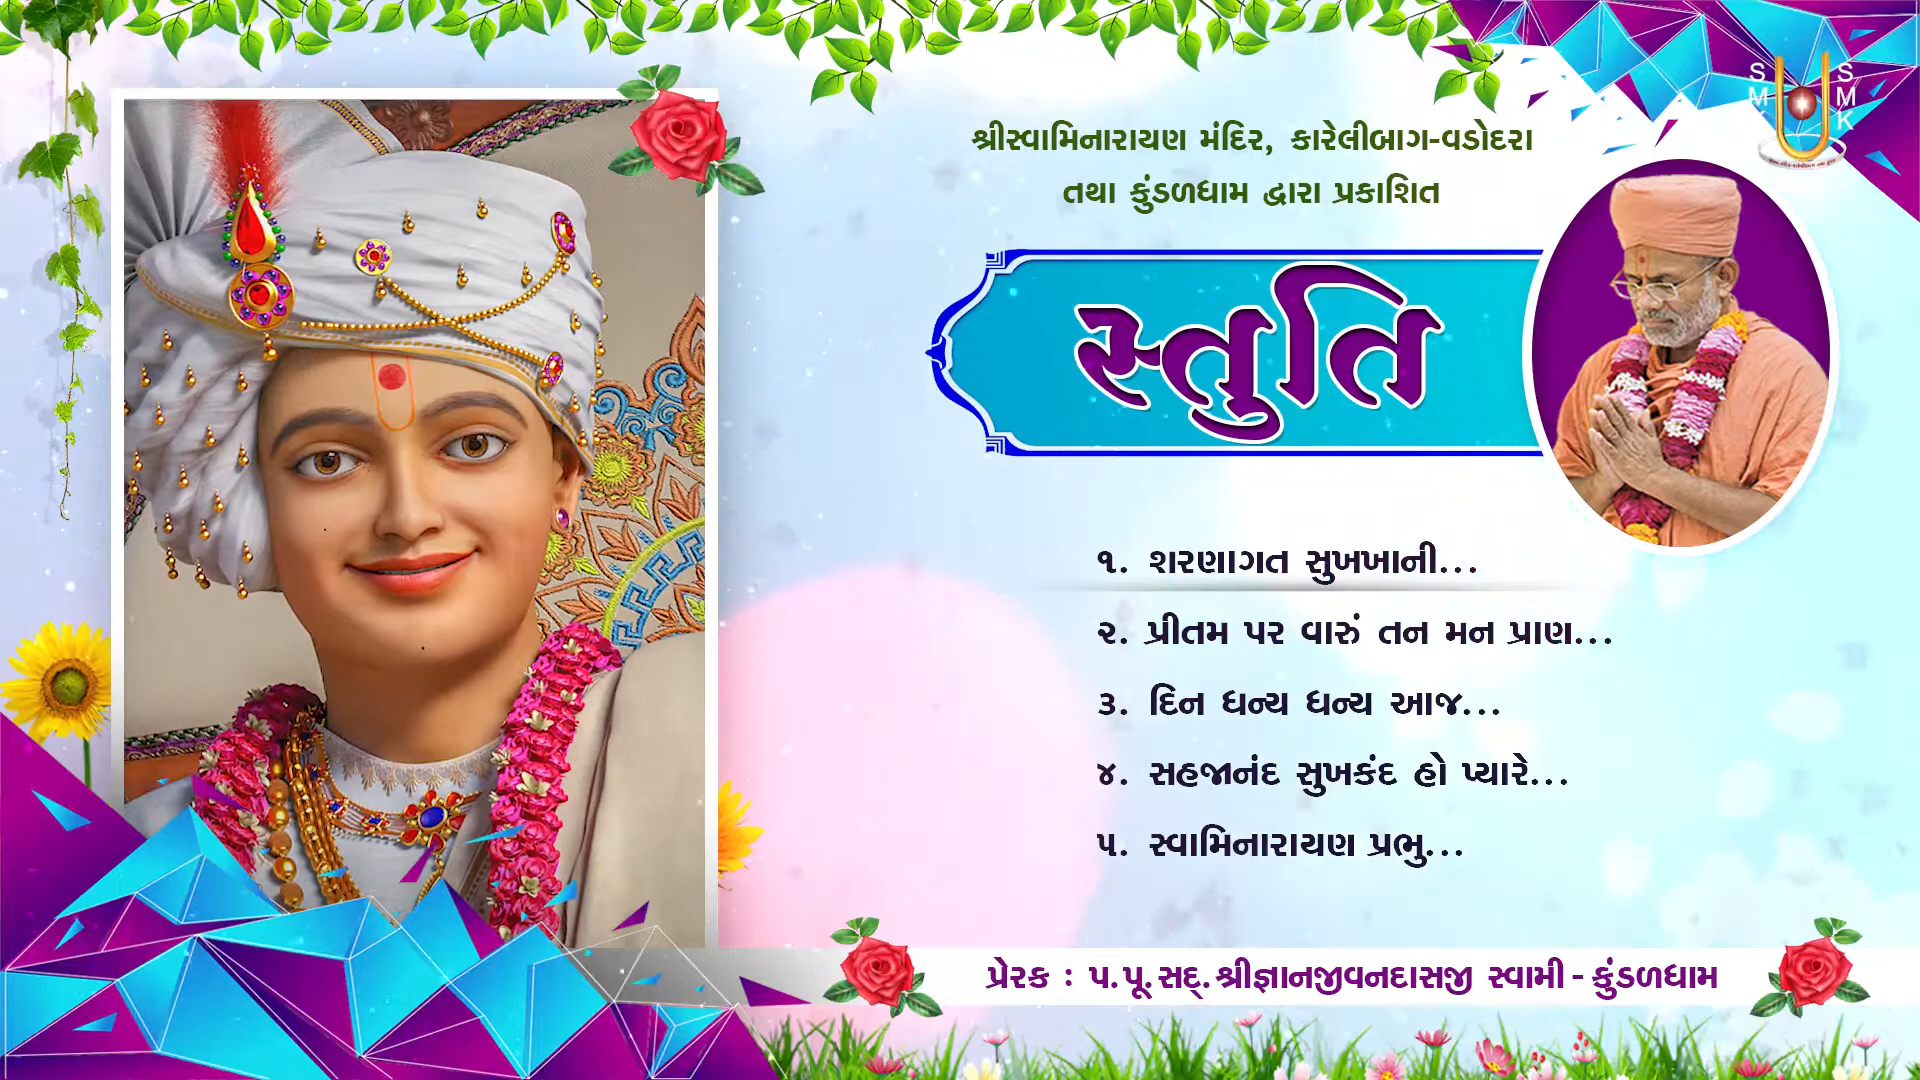 શ્રીસ્વામિનારાયણ મંદિર, કારેલીબાગ-વડોદરા
તથા કુંડળધામ દ્વારા પ્રકાશિત
S M K
S M K
સ્તુતિ
૧. શરણાગત સુખખાની...
૨. પ્રીતમ પર વારું તન મન પ્રાણ...
૩. દિન ધન્ય ધન્ય આજ...
૪. સહજાનંદ સુખકંદ હો પ્યારે...
૫. સ્વામિનારાયણ પ્રભુ...
પ્રેરક : પ.પૂ.સદ્.શ્રીજ્ઞાનજીવનદાસજી સ્વામી - કુંડળધામ